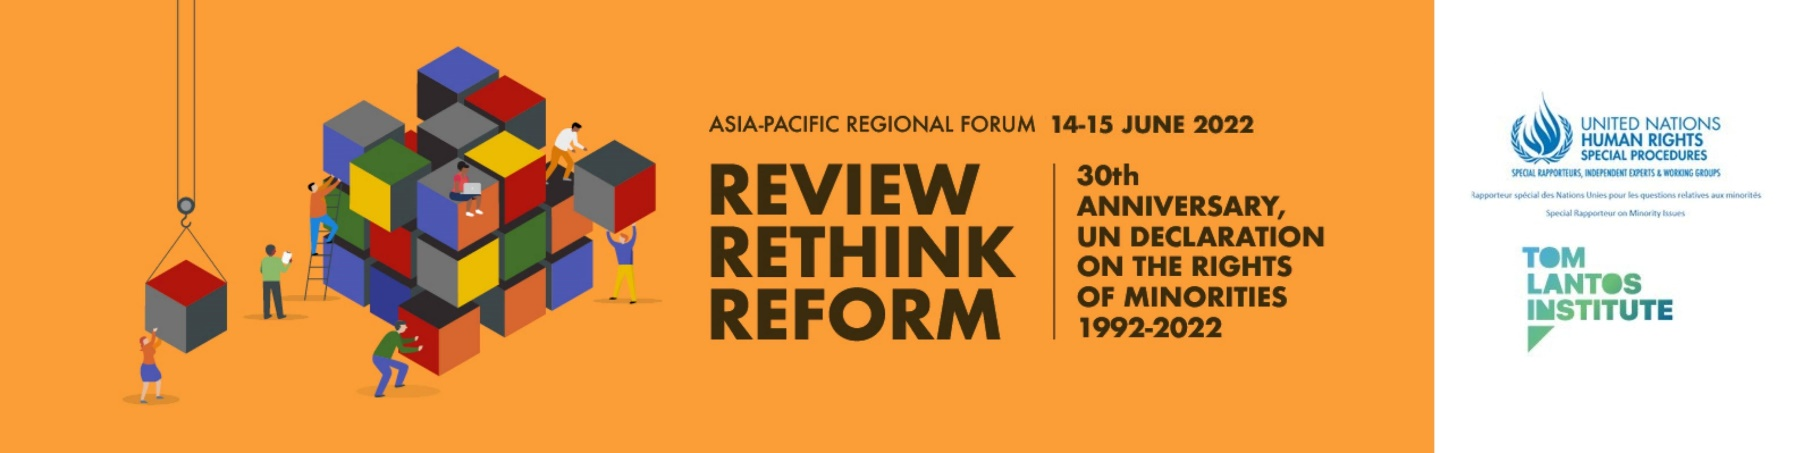 ASIA-PACIFIC REGIONAL FORUM 14-15 JUNE 2022
REVIEW
RETHINK
REFORM
30th
ANNIVERSARY,
UN DECLARATION
ON THE RIGHTS
OF MINORITIES
1992-2022
UNITED NATIONS
HUMAN RIGHTS
SPECIAL PROCEDURES
SPECIAL RAPPORTEURS, INDEPENDENT EXPERTS & WORKING GROUPS
Rapporteur spécial des Nations Unies pour les questions relatives aux minorités
Special Rapporteur on Minority Issues
TOM
LANTOS
INSTITUTE